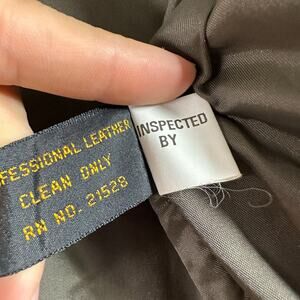 FESSIONAL LEATHER
CLEAN ONLY
RN NO. 21528
INSPECTED
BY